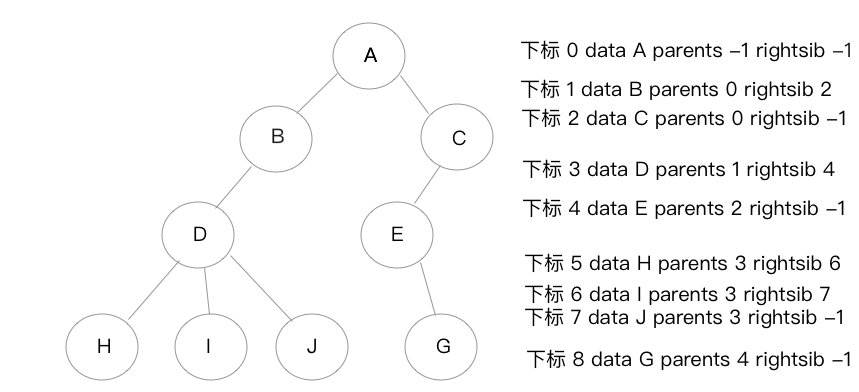 A
B
C
D
E
H
I
J
G
下标 0 data A parents -1 rightsib -1
下标 1 data B parents 0 rightsib 2
下标 2 data C parents 0 rightsib -1
下标 3 data D parents 1 rightsib 4
下标 4 data E parents 2 rightsib -1
下标 5 data H parents 3 rightsib 6
下标 6 data I parents 3 rightsib 7
下标 7 data J parents 3 rightsib -1
下标 8 data G parents 4 rightsib -1